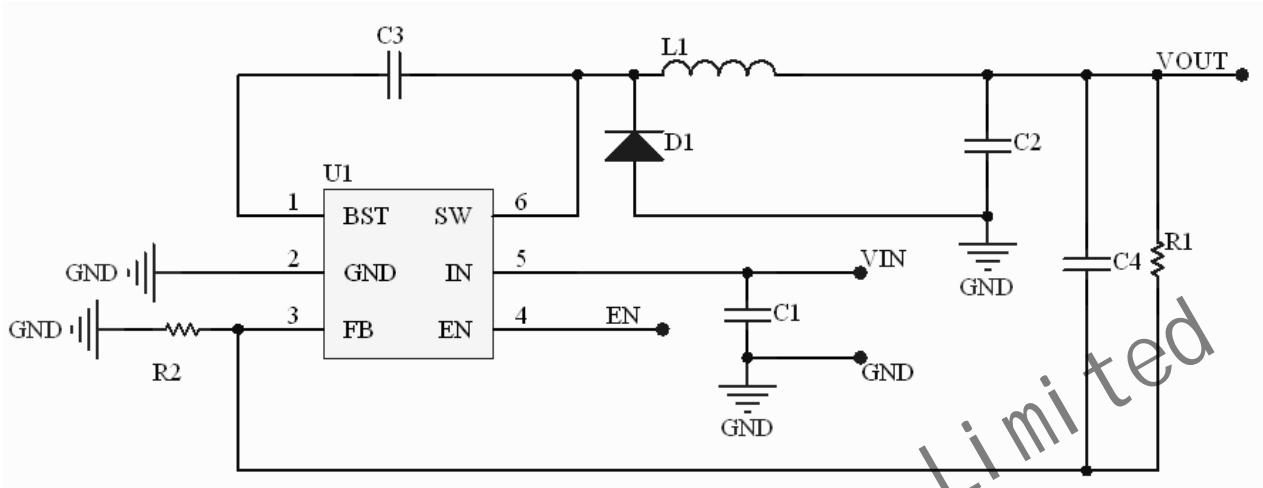 C3
L1
VOUT
D1
C2
U1
1 BST SW 6
R1
GND 2 GND IN 5 VIN
C4
GND
GND 3 FB EN 4 EN
C1
R2
GND
GND
Limited